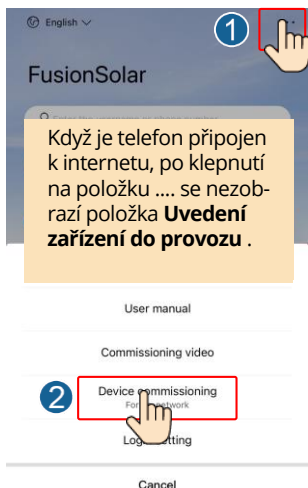 English
1
FusionSolar
Když je telefon připojen
k internetu, po klepnutí
na položku .... se nezob-
razí položka Uvedení
zařízení do provozu .
User manual
Commissioning video
2
Device commissioning
Cancel